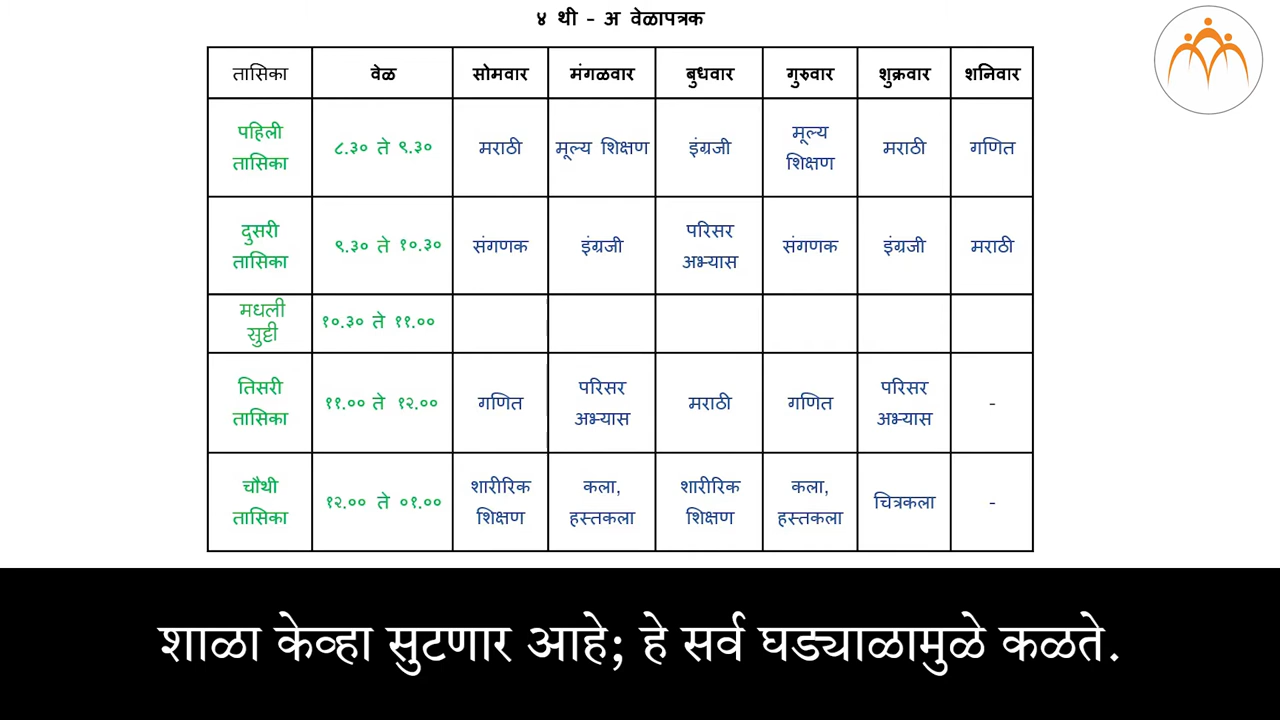 ४ थी - अ वेळापत्रक
तासिका वेळ सोमवार मंगळवार बुधवार गुरुवार शुक्रवार शनिवार
पहिली तासिका ८.३० ते ९.३० मराठी मूल्य शिक्षण इंग्रजी मूल्य शिक्षण मराठी गणित
दुसरी तासिका ९.३० ते १०.३० संगणक इंग्रजी परिसर अभ्यास संगणक इंग्रजी मराठी
मधली सुट्टी १०.३० ते ११.००
तिसरी तासिका ११.०० ते १२.०० गणित परिसर अभ्यास मराठी गणित परिसर अभ्यास -
चौथी तासिका १२.०० ते ०१.०० शारीरिक शिक्षण कला, हस्तकला शारीरिक शिक्षण कला, हस्तकला चित्रकला -
शाळा केव्हा सुटणार आहे; हे सर्व घड्याळामुळे कळते.